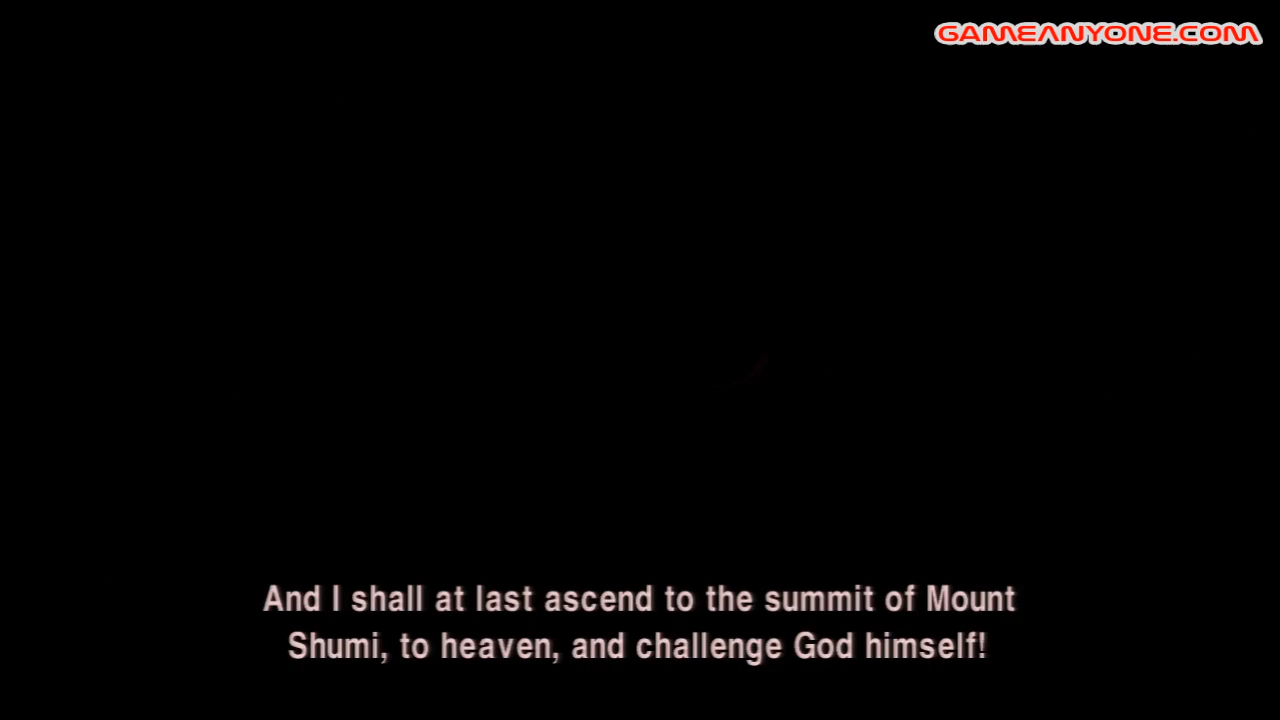 GAMEANYONE.COM
And I shall at last ascend to the summit of Mount
Shumi, to heaven, and challenge God himself!